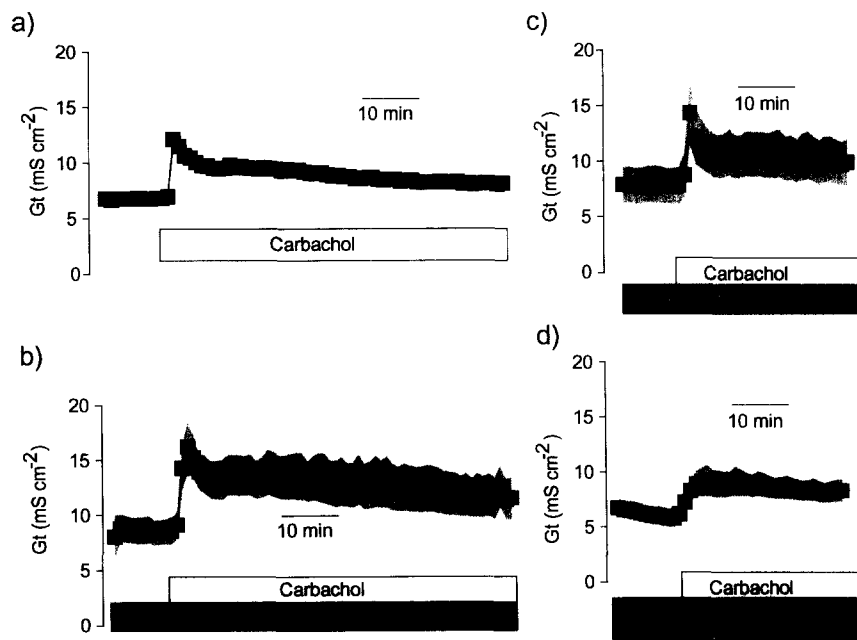 a)
20
15
10
5
0
Gt (mS cm-2)
10 min
Carbachol
b)
20
15
10
5
0
Gt (mS cm-2)
10 min
Carbachol
c)
20
15
10
5
0
Gt (mS cm-2)
10 min
Carbachol
d)
20
15
10
5
0
Gt (mS cm-2)
10 min
Carbachol